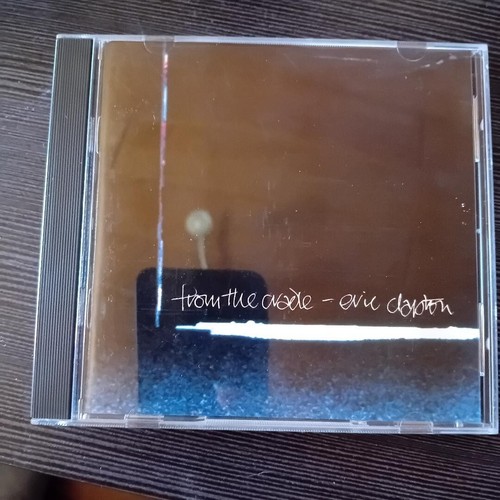 from the cradle - eric clapton